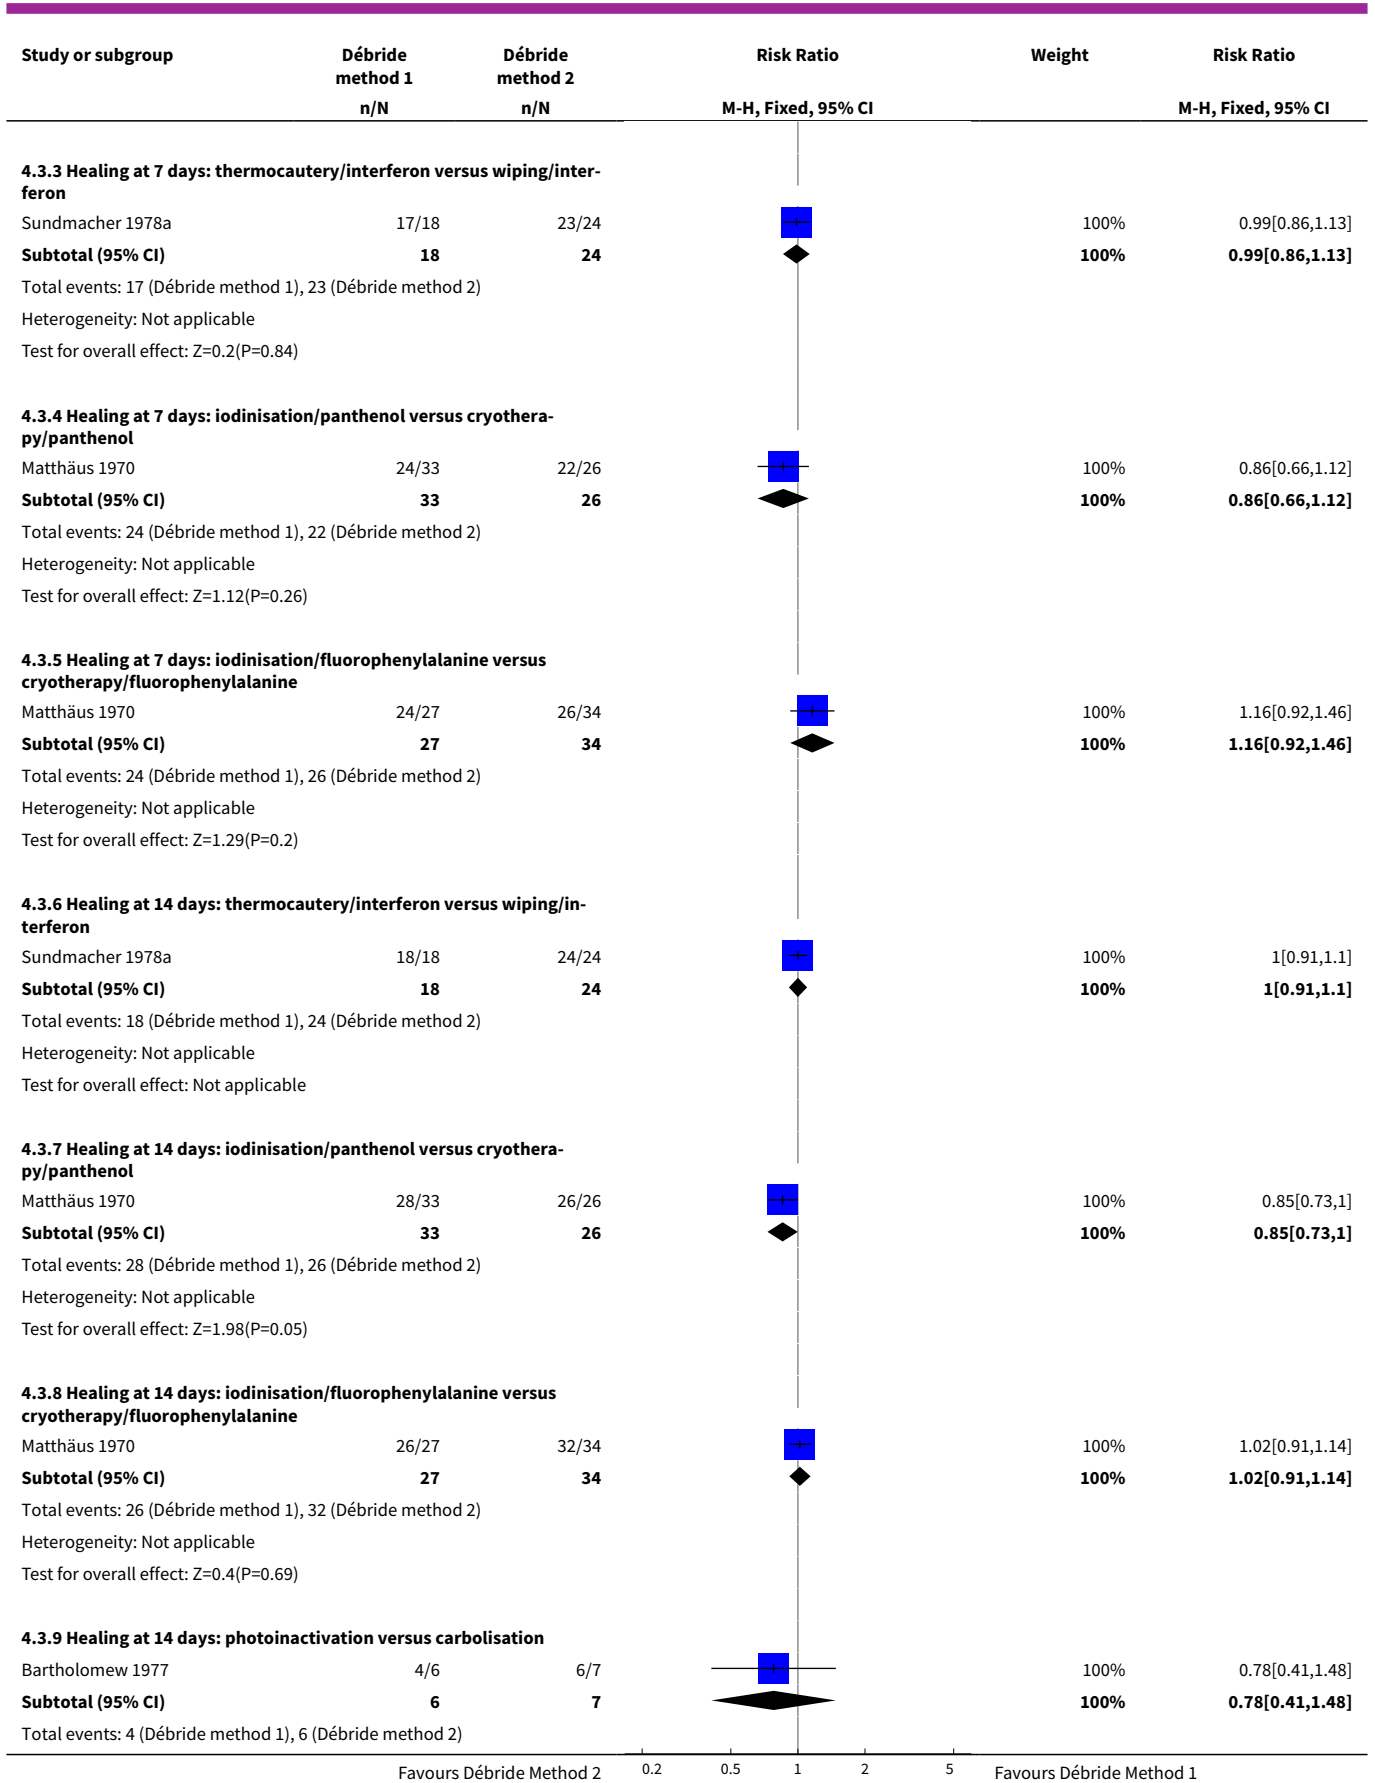 Study or subgroup Débride method 1 Débride method 2 Risk Ratio Weight Risk Ratio
n/N n/N M-H, Fixed, 95% CI M-H, Fixed, 95% CI
4.3.3 Healing at 7 days: thermocautery/interferon versus wiping/inter-
feron
Sundmacher 1978a 17/18 23/24 100% 0.99[0.86,1.13]
Subtotal (95% CI) 18 24 100% 0.99[0.86,1.13]
Total events: 17 (Débride method 1), 23 (Débride method 2)
Heterogeneity: Not applicable
Test for overall effect: Z=0.2(P=0.84)
4.3.4 Healing at 7 days: iodinisation/panthenol versus cryothera-
py/panthenol
Matthäus 1970 24/33 22/26 100% 0.86[0.66,1.12]
Subtotal (95% CI) 33 26 100% 0.86[0.66,1.12]
Total events: 24 (Débride method 1), 22 (Débride method 2)
Heterogeneity: Not applicable
Test for overall effect: Z=1.12(P=0.26)
4.3.5 Healing at 7 days: iodinisation/fluorophenylalanine versus
cryotherapy/fluorophenylalanine
Matthäus 1970 24/27 26/34 100% 1.16[0.92,1.46]
Subtotal (95% CI) 27 34 100% 1.16[0.92,1.46]
Total events: 24 (Débride method 1), 26 (Débride method 2)
Heterogeneity: Not applicable
Test for overall effect: Z=1.29(P=0.2)
4.3.6 Healing at 14 days: thermocautery/interferon versus wiping/in-
terferon
Sundmacher 1978a 18/18 24/24 100% 1[0.91,1.1]
Subtotal (95% CI) 18 24 100% 1[0.91,1.1]
Total events: 18 (Débride method 1), 24 (Débride method 2)
Heterogeneity: Not applicable
Test for overall effect: Not applicable
4.3.7 Healing at 14 days: iodinisation/panthenol versus cryothera-
py/panthenol
Matthäus 1970 28/33 26/26 100% 0.85[0.73,1]
Subtotal (95% CI) 33 26 100% 0.85[0.73,1]
Total events: 28 (Débride method 1), 26 (Débride method 2)
Heterogeneity: Not applicable
Test for overall effect: Z=1.98(P=0.05)
4.3.8 Healing at 14 days: iodinisation/fluorophenylalanine versus
cryotherapy/fluorophenylalanine
Matthäus 1970 26/27 32/34 100% 1.02[0.91,1.14]
Subtotal (95% CI) 27 34 100% 1.02[0.91,1.14]
Total events: 26 (Débride method 1), 32 (Débride method 2)
Heterogeneity: Not applicable
Test for overall effect: Z=0.4(P=0.69)
4.3.9 Healing at 14 days: photoinactivation versus carbolisation
Bartholomew 1977 4/6 6/7 100% 0.78[0.41,1.48]
Subtotal (95% CI) 6 7 100% 0.78[0.41,1.48]
Total events: 4 (Débride method 1), 6 (Débride method 2)
Favours Débride Method 2 0.2 0.5 1 2 5 Favours Débride Method 1